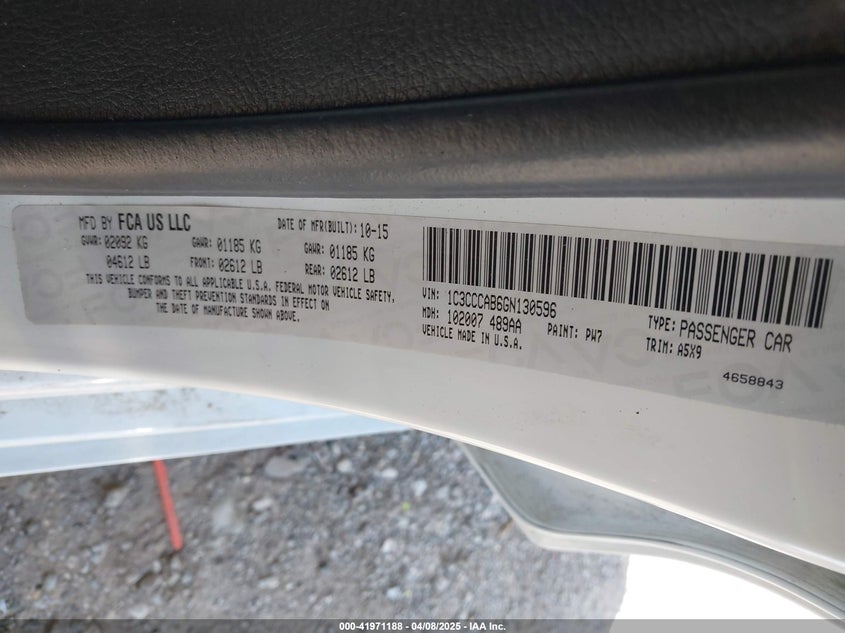 MFD BY FCA US LLC
DATE OF MFR(BUILT): 10-15
GVWR: 02092 KG
GAWR: 01185 KG
GAWR: 01185 KG
04612 LB
FRONT: 02612 LB
REAR: 02612 LB
THIS VEHICLE CONFORMS TO ALL APPLICABLE U.S.A. FEDERAL MOTOR VEHICLE SAFETY,
BUMPER AND THEFT PREVENTION STANDARDS IN EFFECT ON
THE DATE OF MANUFACTURE SHOWN ABOVE.
VIN: 1C3CCCAB6GN130596
TYPE: PASSENGER CAR
MDH: 102007 489AA
PAINT: PW7
TRIM: A5X9
VEHICLE MADE IN U.S.A.
4658843
000-41971188 - 04/08/2025 - IAA Inc.